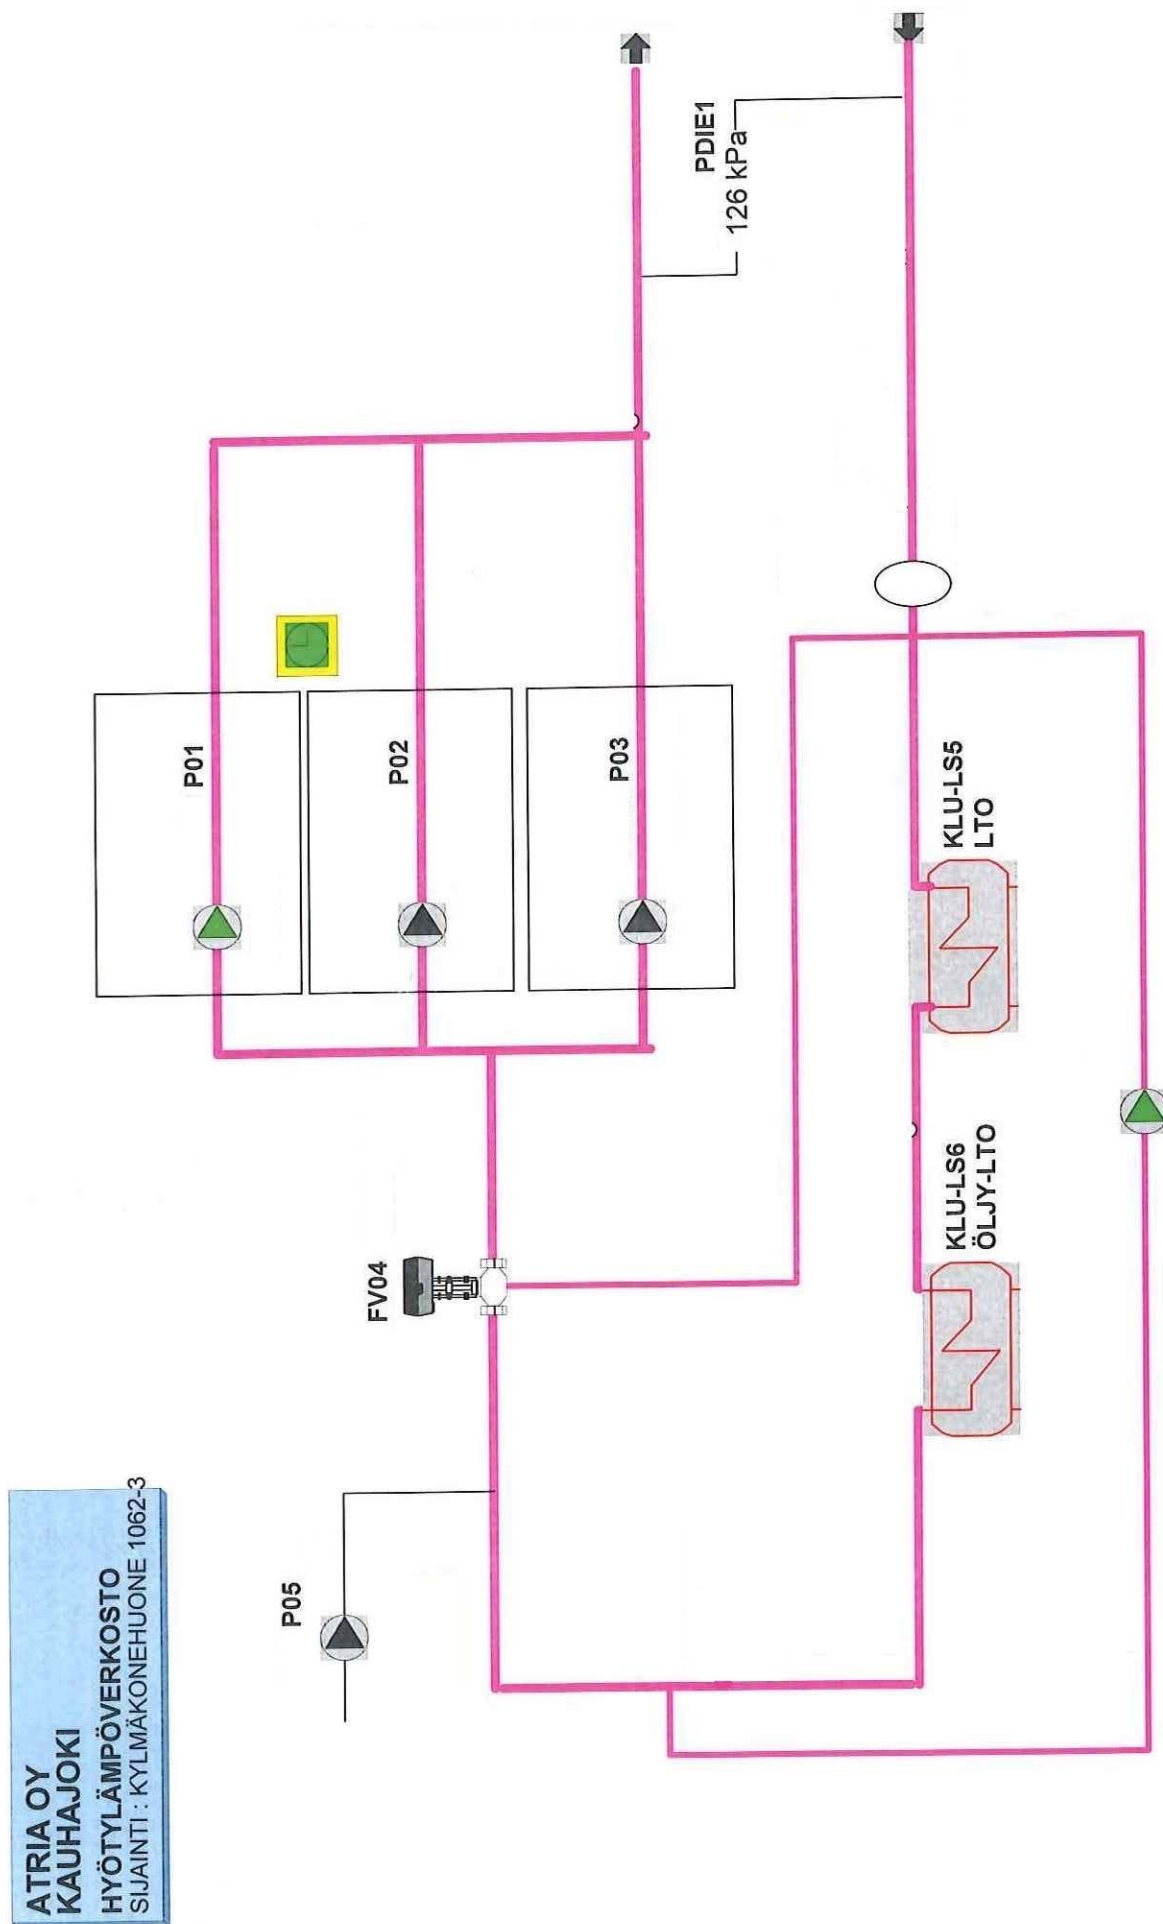 ATRIA OY
KAUHAJOKI
HYÖTYLÄMPÖVERKOSTO
SIJAINTI : KYLMÄKONEHUONE 1062-3
P05
FV04
P01
P02
P03
PDIE1
126 kPa
KLU-LS6
ÖLJY-LTO
KLU-LS5
LTO